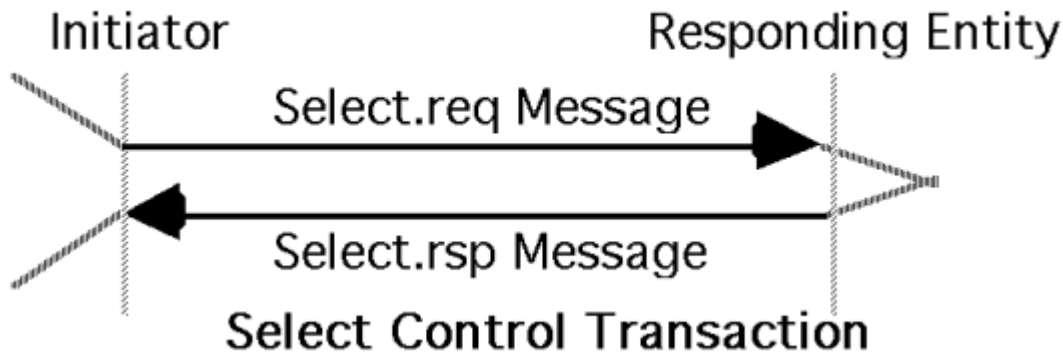 Initiator
Responding Entity
Select.req Message
Select.rsp Message
Select Control Transaction